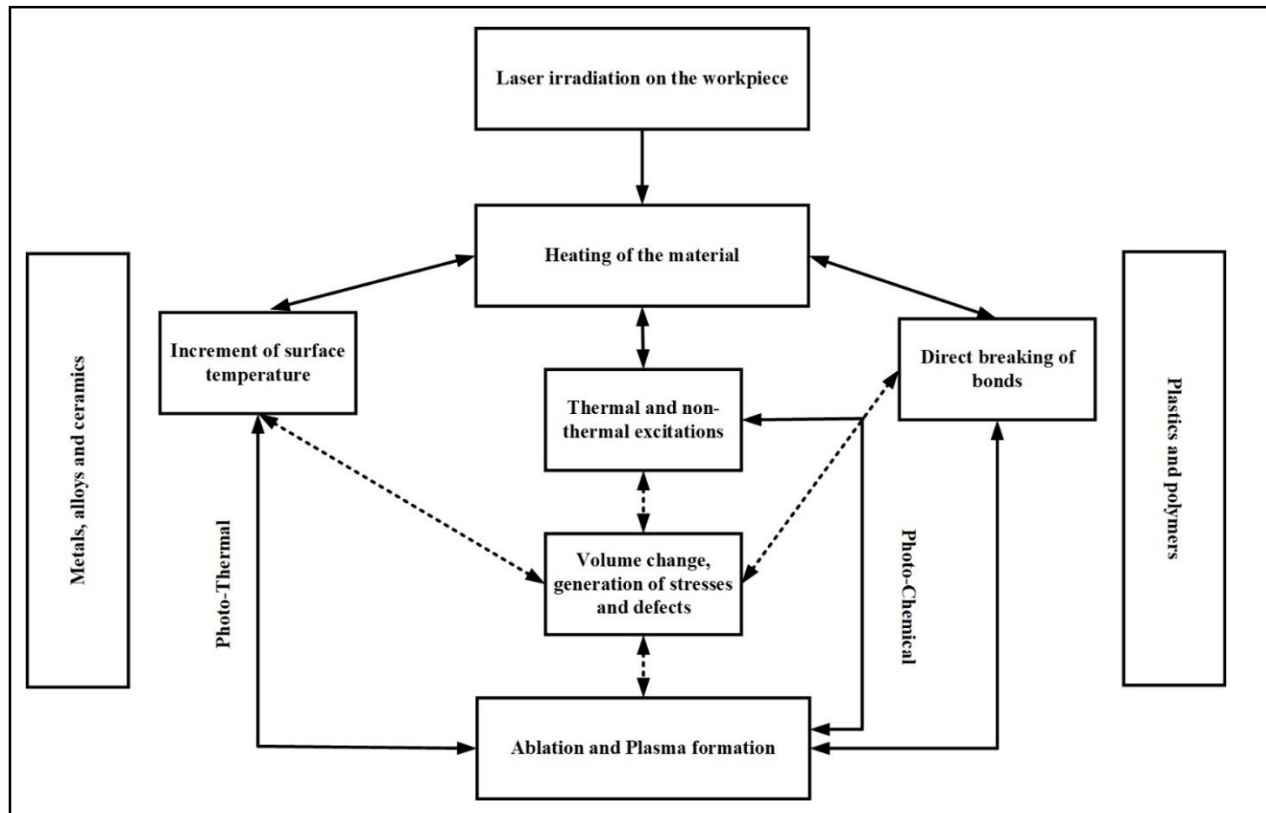 Laser irradiation on the workpiece
Heating of the material
Increment of surface
temperature
Direct breaking of
bonds
Thermal and non-
thermal excitations
Metals, alloys and ceramics
Plastics and polymers
Photo-Thermal
Photo-Chemical
Volume change,
generation of stresses
and defects
Ablation and Plasma formation